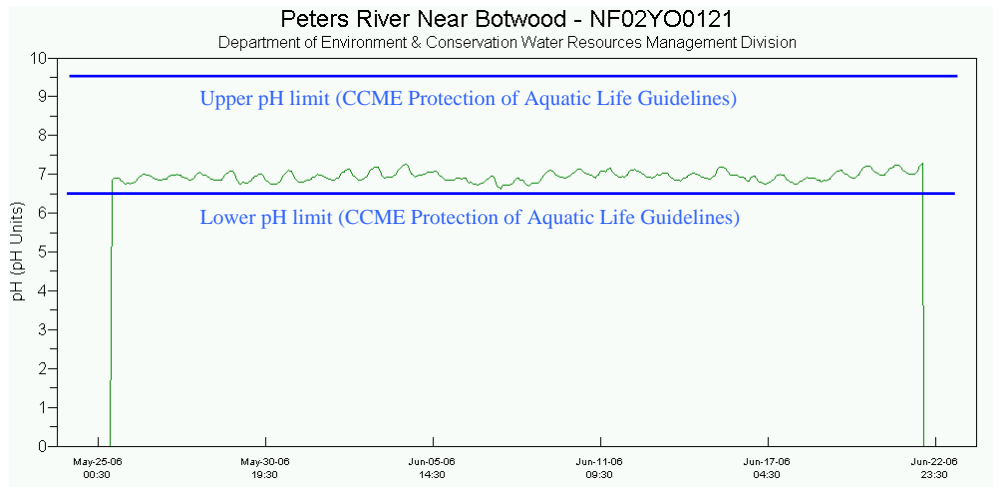 Peters River Near Botwood - NF02YO0121
Department of Environment & Conservation Water Resources Management Division
10
Upper pH limit (CCME Protection of Aquatic Life Guidelines)
9
8
7
Lower pH limit (CCME Protection of Aquatic Life Guidelines)
6
5
4
3
2
1
0
pH (pH Units)
May-25-06 May-30-06 Jun-05-06 Jun-11-06 Jun-17-06 Jun-22-06
00:30 19:30 14:30 09:30 04:30 23:30